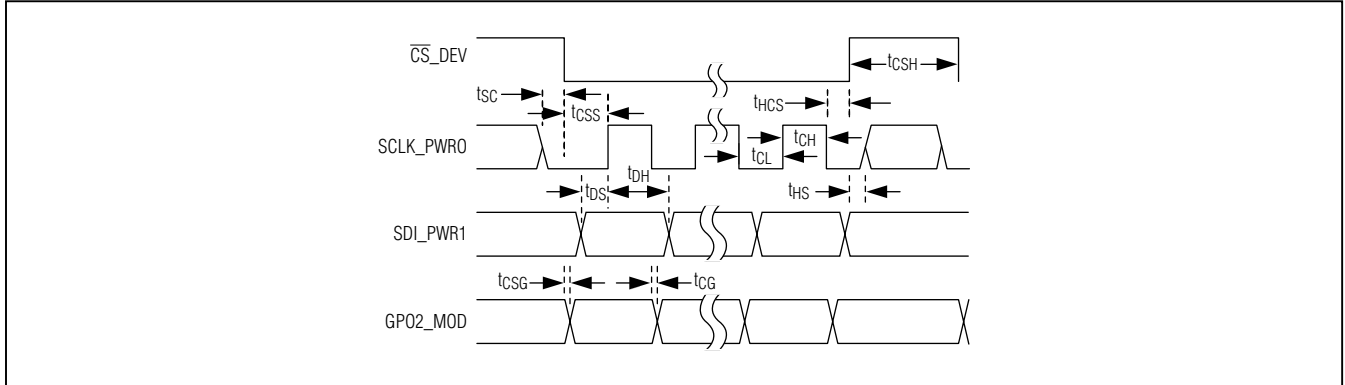 CS_DEV
tCSH
tSC
tCSS
tHCS
SCLK_PWR0
tCH
tCL
tDH
tDS
tHS
SDI_PWR1
tCSG
tCG
GPO2_MOD